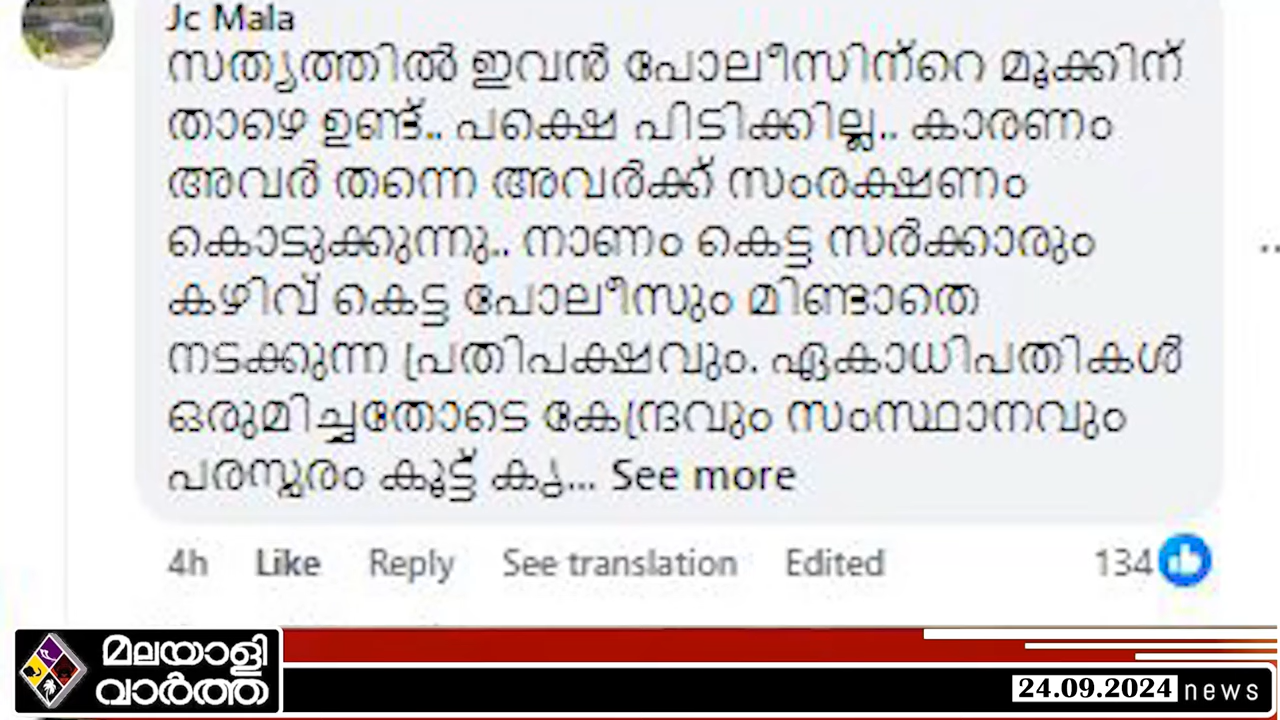 Jc Mala
സത്യത്തിൽ ഇവൻ പോലീസിന്റെ മൂക്കിന്
താഴെ ഉണ്ട്.. പക്ഷെ പിടിക്കില്ല.. കാരണം
അവർ തന്നെ അവർക്ക് സംരക്ഷണം
കൊടുക്കുന്നു.. നാണം കെട്ട സർക്കാരും
കഴിവ് കെട്ട പോലീസും മിണ്ടാതെ
നടക്കുന്ന പ്രതിപക്ഷവും. ഏകാധിപതികൾ
ഒരുമിച്ചതോടെ കേന്ദ്രവും സംസ്ഥാനവും
പരസ്പരം കൂട്ട് കൃ... See more
4h Like Reply See translation Edited 134
മലയാളി
വാർത്ത
24.09.2024 news